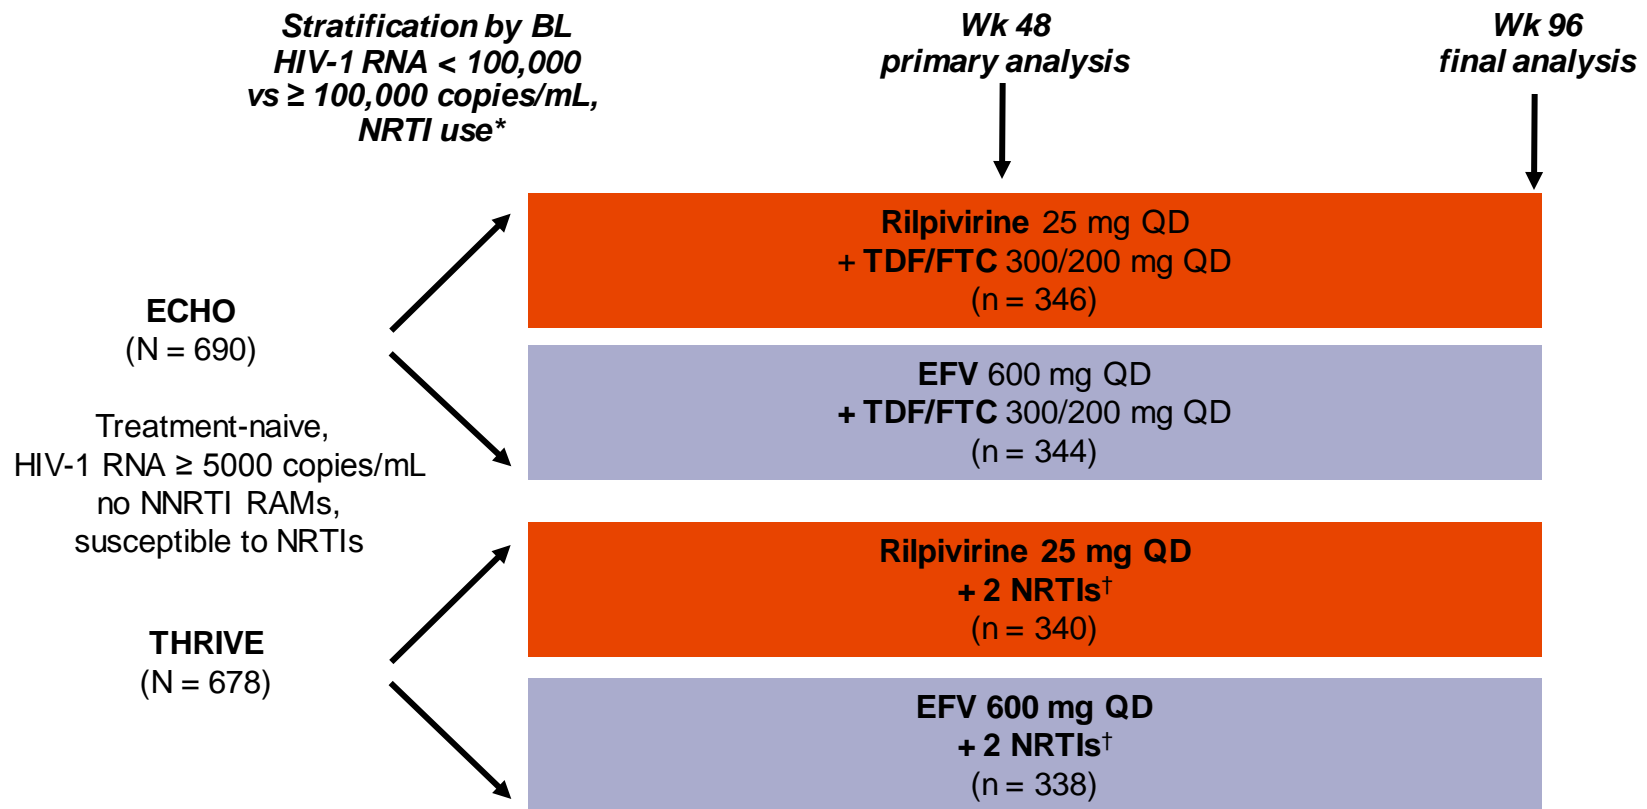 Stratification by BL
HIV-1 RNA < 100,000
vs ≥ 100,000 copies/mL,
NRTI use*
Wk 48
primary analysis
Wk 96
final analysis
ECHO
(N = 690)
Treatment-naive,
HIV-1 RNA ≥ 5000 copies/mL
no NNRTI RAMs,
susceptible to NRTIs
THRIVE
(N = 678)
Rilpivirine 25 mg QD
+ TDF/FTC 300/200 mg QD
(n = 346)
EFV 600 mg QD
+ TDF/FTC 300/200 mg QD
(n = 344)
Rilpivirine 25 mg QD
+ 2 NRTIs†
(n = 340)
EFV 600 mg QD
+ 2 NRTIs†
(n = 338)